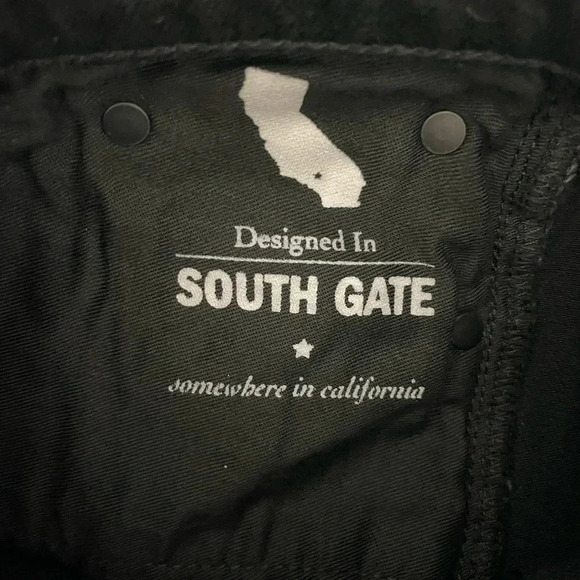 Designed In
SOUTH GATE
somewhere in california